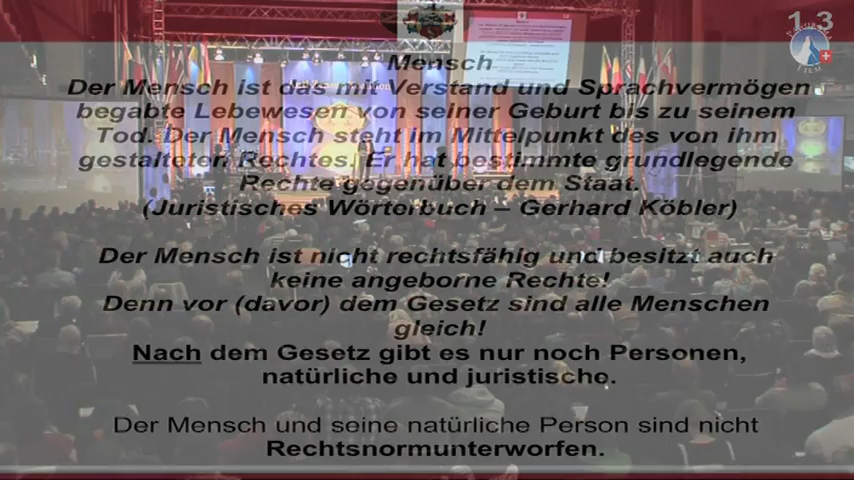 1 3
Mensch
Der Mensch ist das mit Verstand und Sprachvermögen
begabte Lebewesen von seiner Geburt bis zu seinem
Tod. Der Mensch steht im Mittelpunkt des von ihm
gestalteten Rechtes. Er hat bestimmte grundlegende
Rechte gegenüber dem Staat.
(Juristisches Wörterbuch – Gerhard Köbler)
Der Mensch ist nicht rechtsfähig und besitzt auch
keine angeborne Rechte!
Denn vor (davor) dem Gesetz sind alle Menschen
gleich!
Nach dem Gesetz gibt es nur noch Personen,
natürliche und juristische.
Der Mensch und seine natürliche Person sind nicht
Rechtsnormunterworfen.